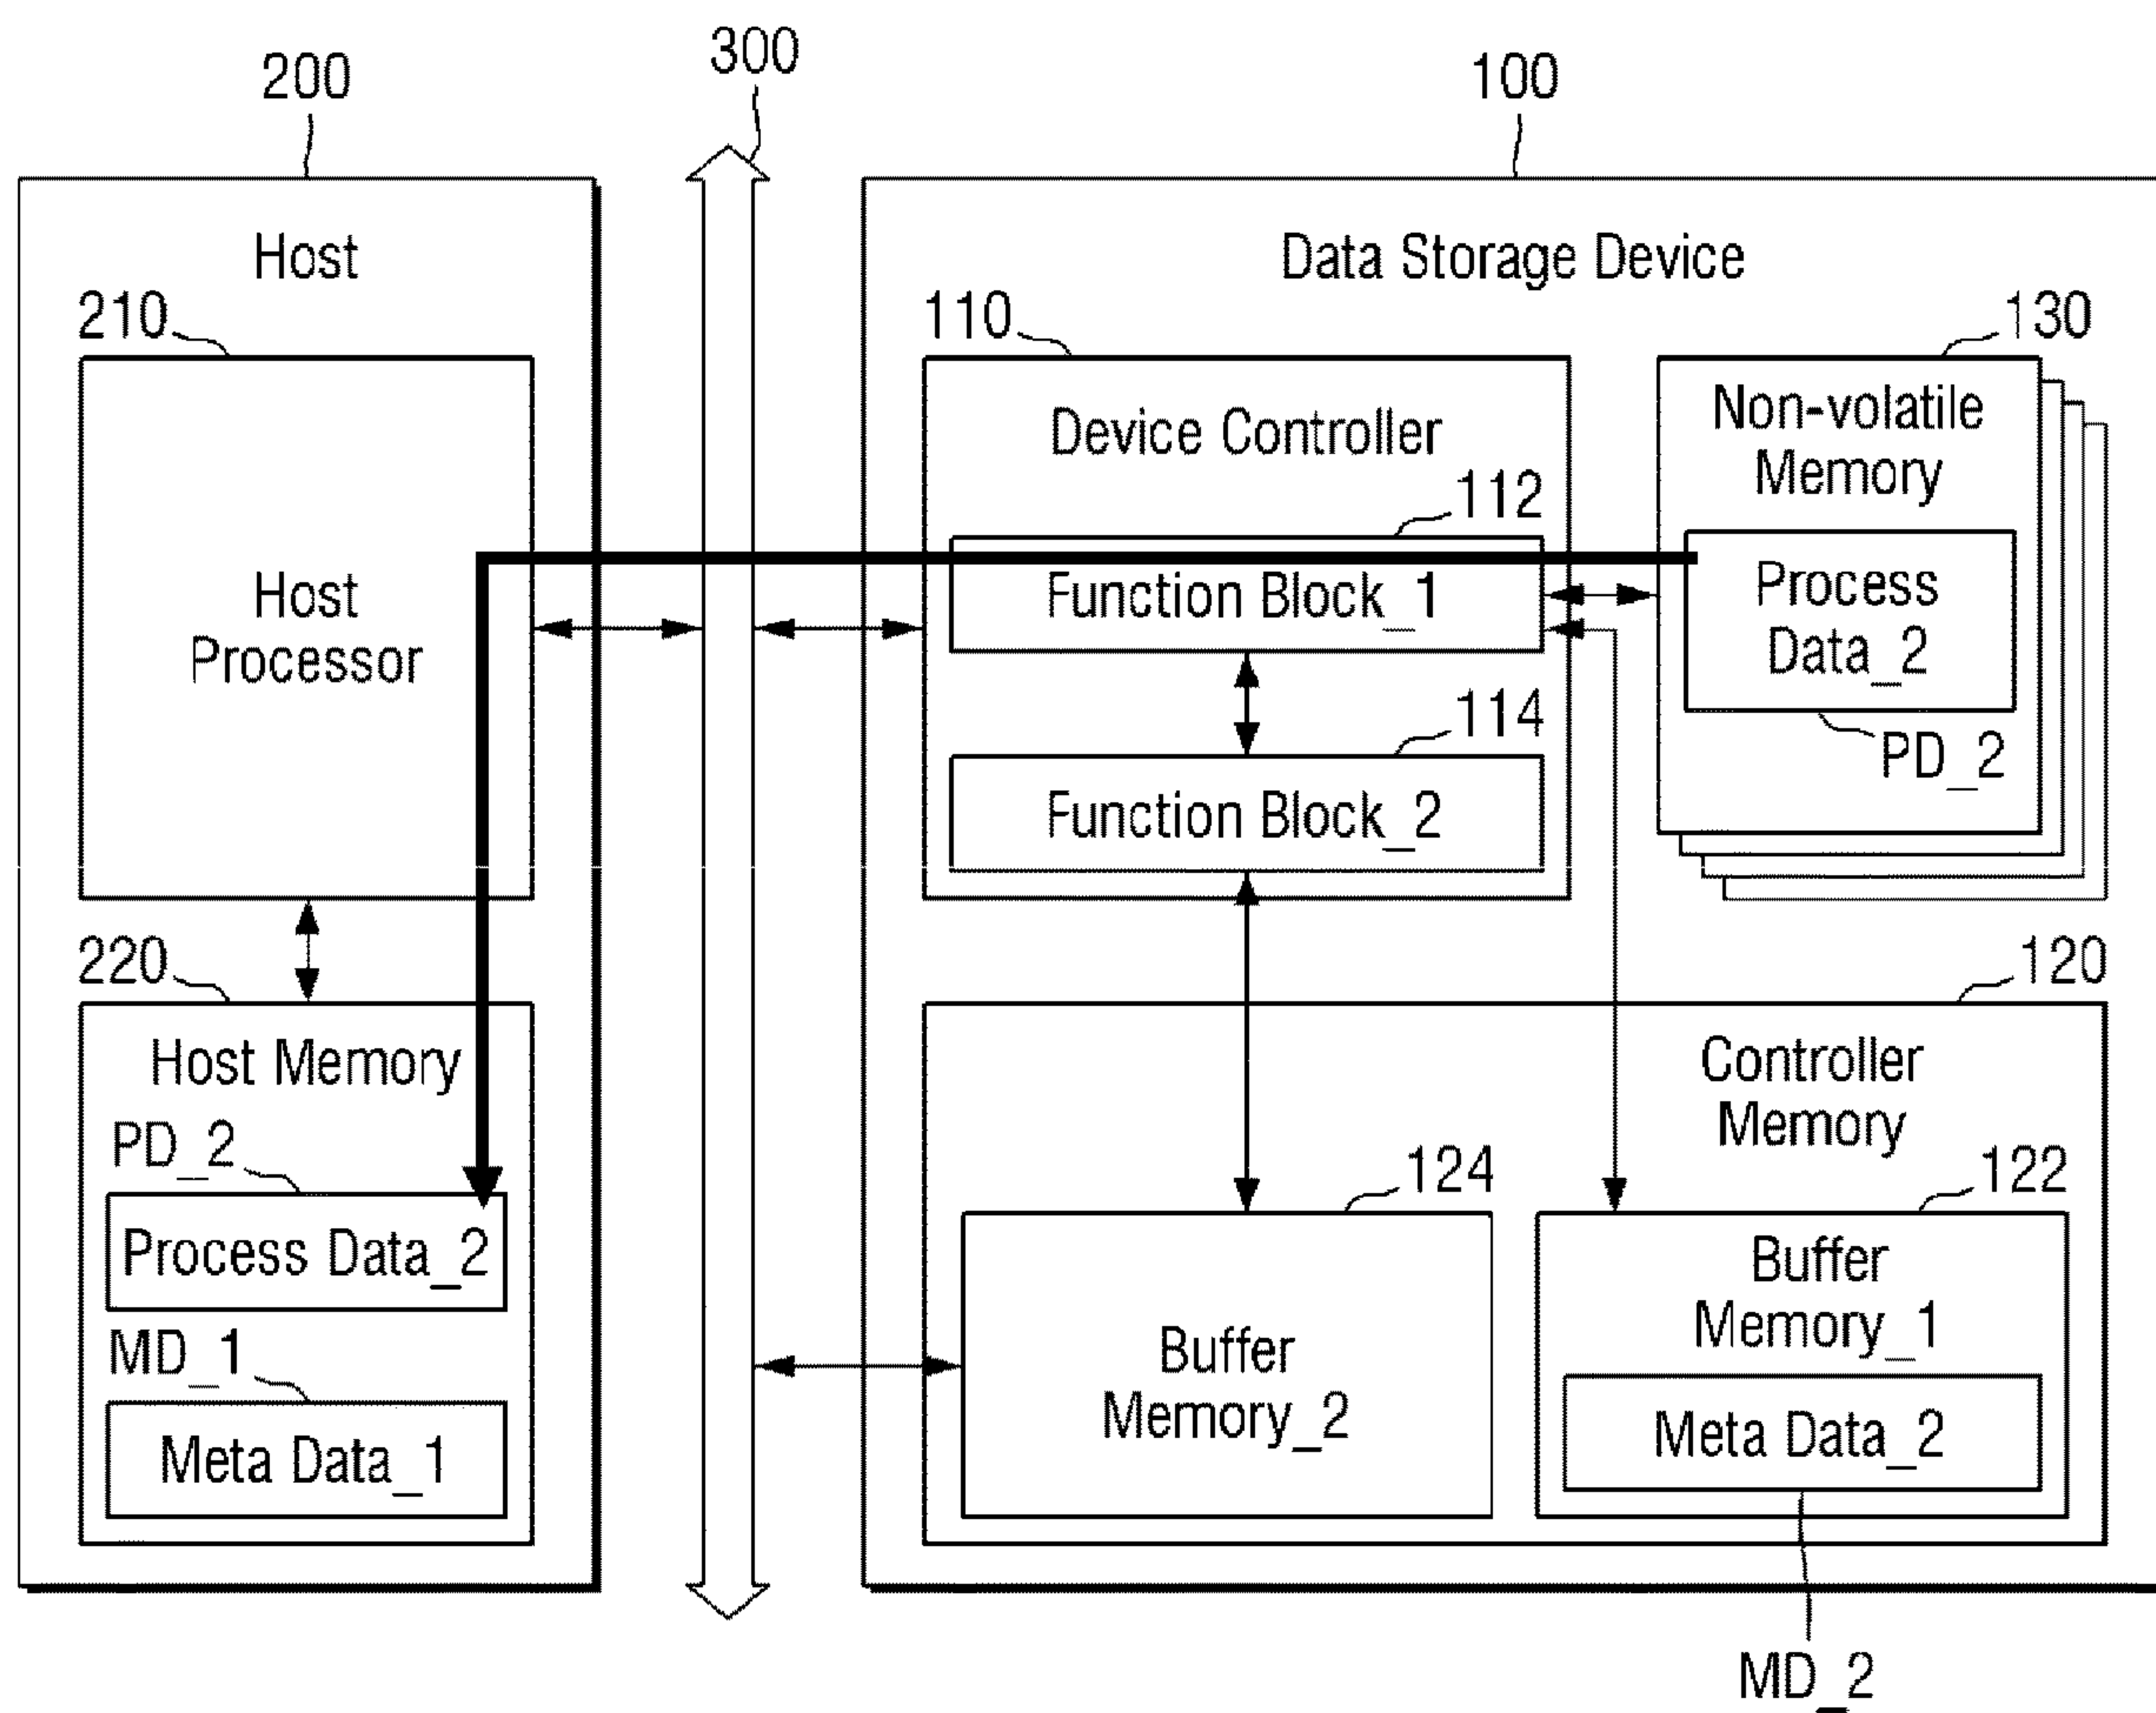 300
200
100
Host
Data Storage Device
210
110
130
Non-volatile
Memory
Device Controller
112
Host
Processor
Function Block_1
Process
Data_2
114
PD_2
Function Block_2
220
120
Host Memory
Controller
Memory
PD_2
124
122
Process Data_2
Buffer
Memory_1
MD_1
Buffer
Memory_2
Meta Data_1
Meta Data_2
MD_2